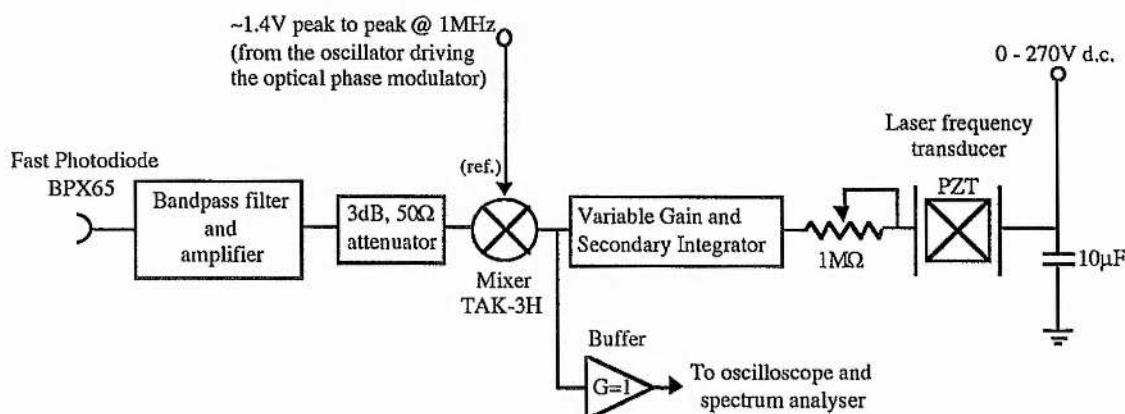 ~1.4V peak to peak @ 1MHz
(from the oscillator driving
the optical phase modulator)
0 - 270V d.c.
Laser frequency
transducer
Fast Photodiode
BPX65
(ref.)
PZT
Bandpass filter
and
amplifier
3dB, 50Ω
attenuator
Variable Gain and
Secondary Integrator
1MΩ
10μF
Mixer
TAK-3H
Buffer
G=1
To oscilloscope and
spectrum analyser